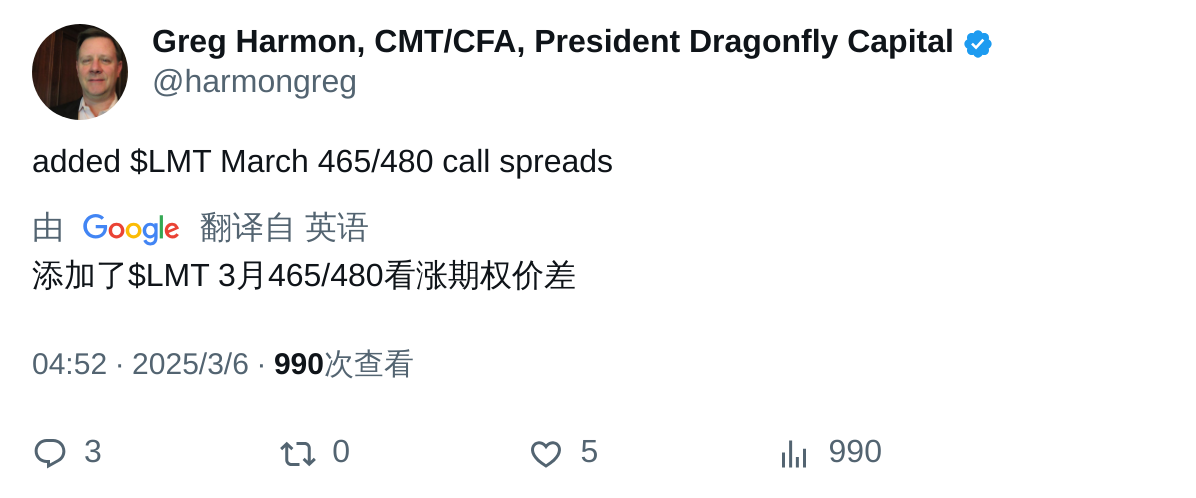 Greg Harmon, CMT/CFA, President Dragonfly Capital
@harmongreg
added $LMT March 465/480 call spreads
由 Google 翻译自 英语
添加了$LMT 3月465/480看涨期权价差
04:52 · 2025/3/6 · 990次查看
3 0 5 990